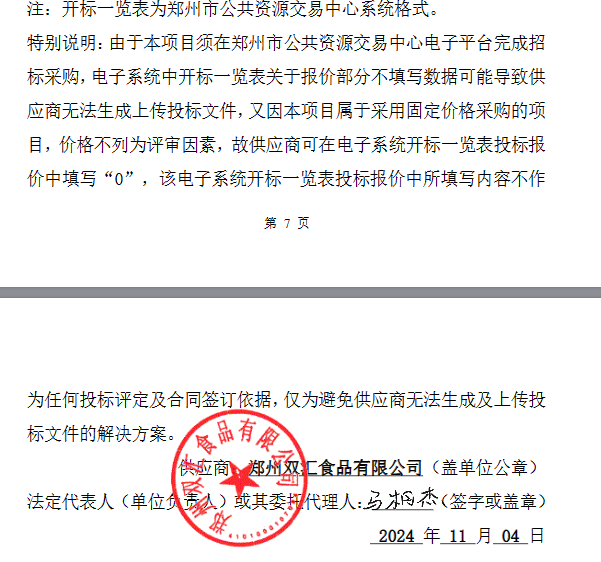 注：开标一览表为郑州市公共资源交易中心系统格式。
特别说明：由于本项目须在郑州市公共资源交易中心电子平台完成招
标采购，电子系统中开标一览表关于报价部分不填写数据可能导致供
应商无法生成上传投标文件，又因本项目属于采用固定价格采购的项
目，价格不列为评审因素，故供应商可在电子系统开标一览表投标报
价中填写“0”，该电子系统开标一览表投标报价中所填写内容不作
第 7 页
为任何投标评定及合同签订依据，仅为避免供应商无法生成及上传投
标文件的解决方案。
供应商：郑州双汇食品有限公司（盖单位公章）
法定代表人（单位负责人）或其委托代理人：马（签字或盖章）
2024 年 11 月 04 日
郑州双汇食品有限公司